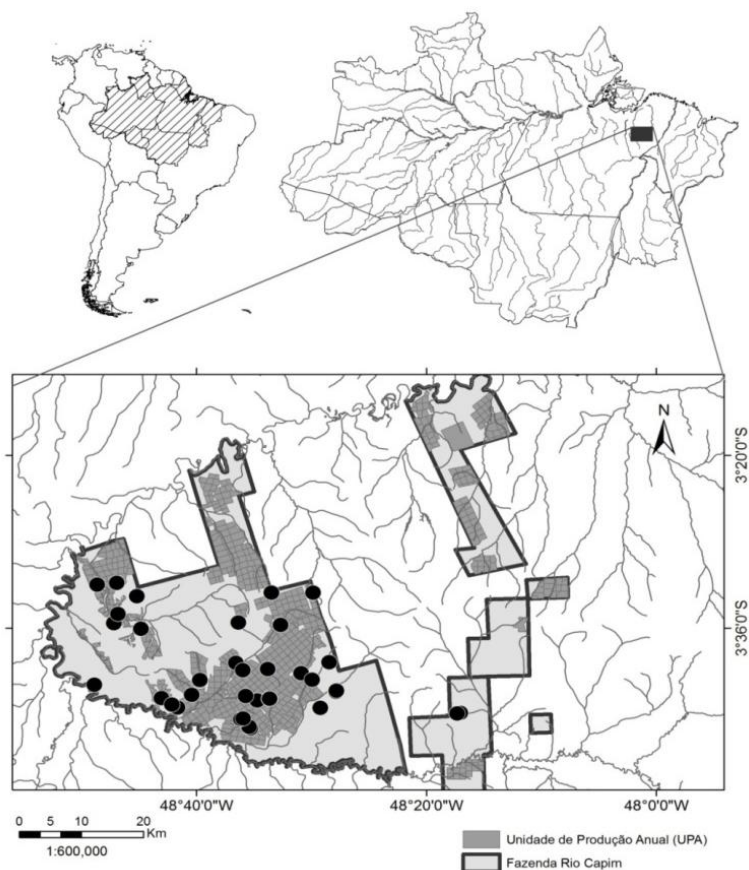 N
3°20'0"S
3°36'0"S
48°40'0"W
48°20'0"W
48°0'0"W
0 5 10 20
Km
1:600,000
Unidade de Produção Anual (UPA)
Fazenda Rio Capim